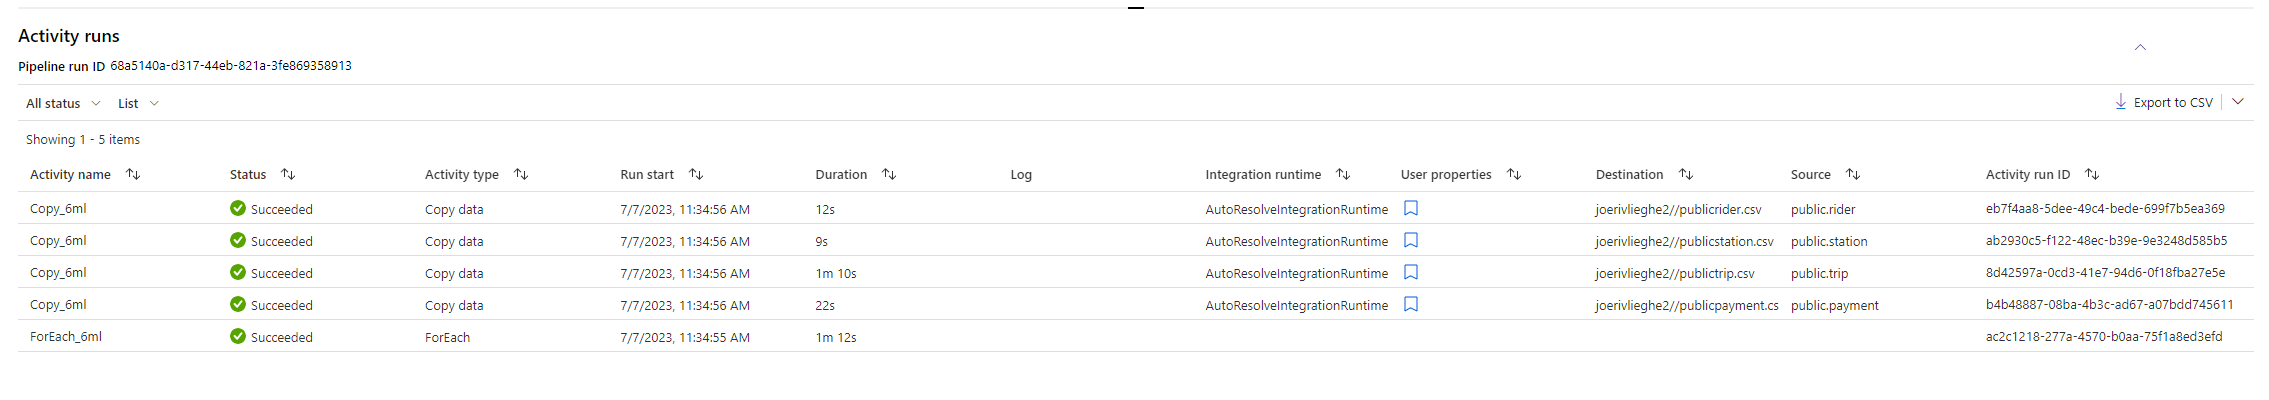 Activity runs
Pipeline run ID 68a5140a-d317-44eb-821a-3fe869358913
All status List Export to CSV
Showing 1 - 5 items
Activity name Status Activity type Run start Duration Log Integration runtime User properties Destination Source Activity run ID
Copy_6ml Succeeded Copy data 7/7/2023, 11:34:56 AM 12s AutoResolveIntegrationRuntime joerivlieghe2//publicrider.csv public.rider eb7f4aa8-5dee-49c4-bede-699f7b5ea369
Copy_6ml Succeeded Copy data 7/7/2023, 11:34:56 AM 9s AutoResolveIntegrationRuntime joerivlieghe2//publicstation.csv public.station ab2930c5-f122-48ec-b39e-9e3248d585b5
Copy_6ml Succeeded Copy data 7/7/2023, 11:34:56 AM 1m 10s AutoResolveIntegrationRuntime joerivlieghe2//publictrip.csv public.trip 8d42597a-0cd3-41e7-94d6-0f18fba27e5e
Copy_6ml Succeeded Copy data 7/7/2023, 11:34:56 AM 22s AutoResolveIntegrationRuntime joerivlieghe2//publicpayment.cs public.payment b4b48887-08ba-4b3c-ad67-a07bdd745611
ForEach_6ml Succeeded ForEach 7/7/2023, 11:34:55 AM 1m 12s ac2c1218-277a-4570-b0aa-75f1a8ed3efd